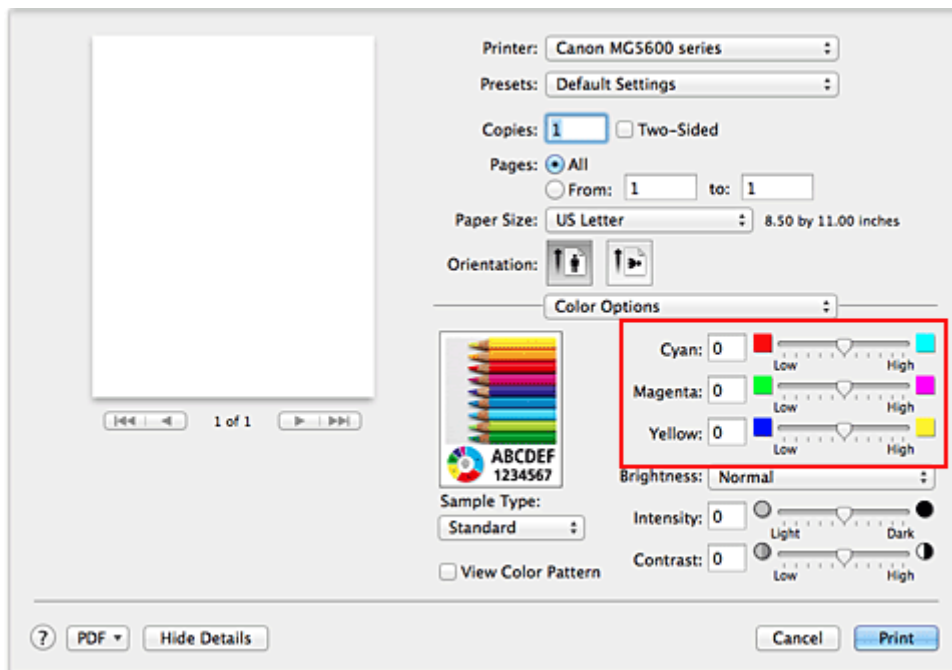 Printer: Canon MG5600 series
Presets: Default Settings
Copies: 1 Two-Sided
Pages: All
From: 1 to: 1
Paper Size: US Letter 8.50 by 11.00 inches
Orientation:
Color Options
Cyan: 0
Low High
Magenta: 0
Low High
Yellow: 0
Low High
1 of 1
ABCDEF
1234567
Brightness: Normal
Sample Type:
Standard
Intensity: 0
Light Dark
View Color Pattern
Contrast: 0
Low High
? PDF Hide Details Cancel Print